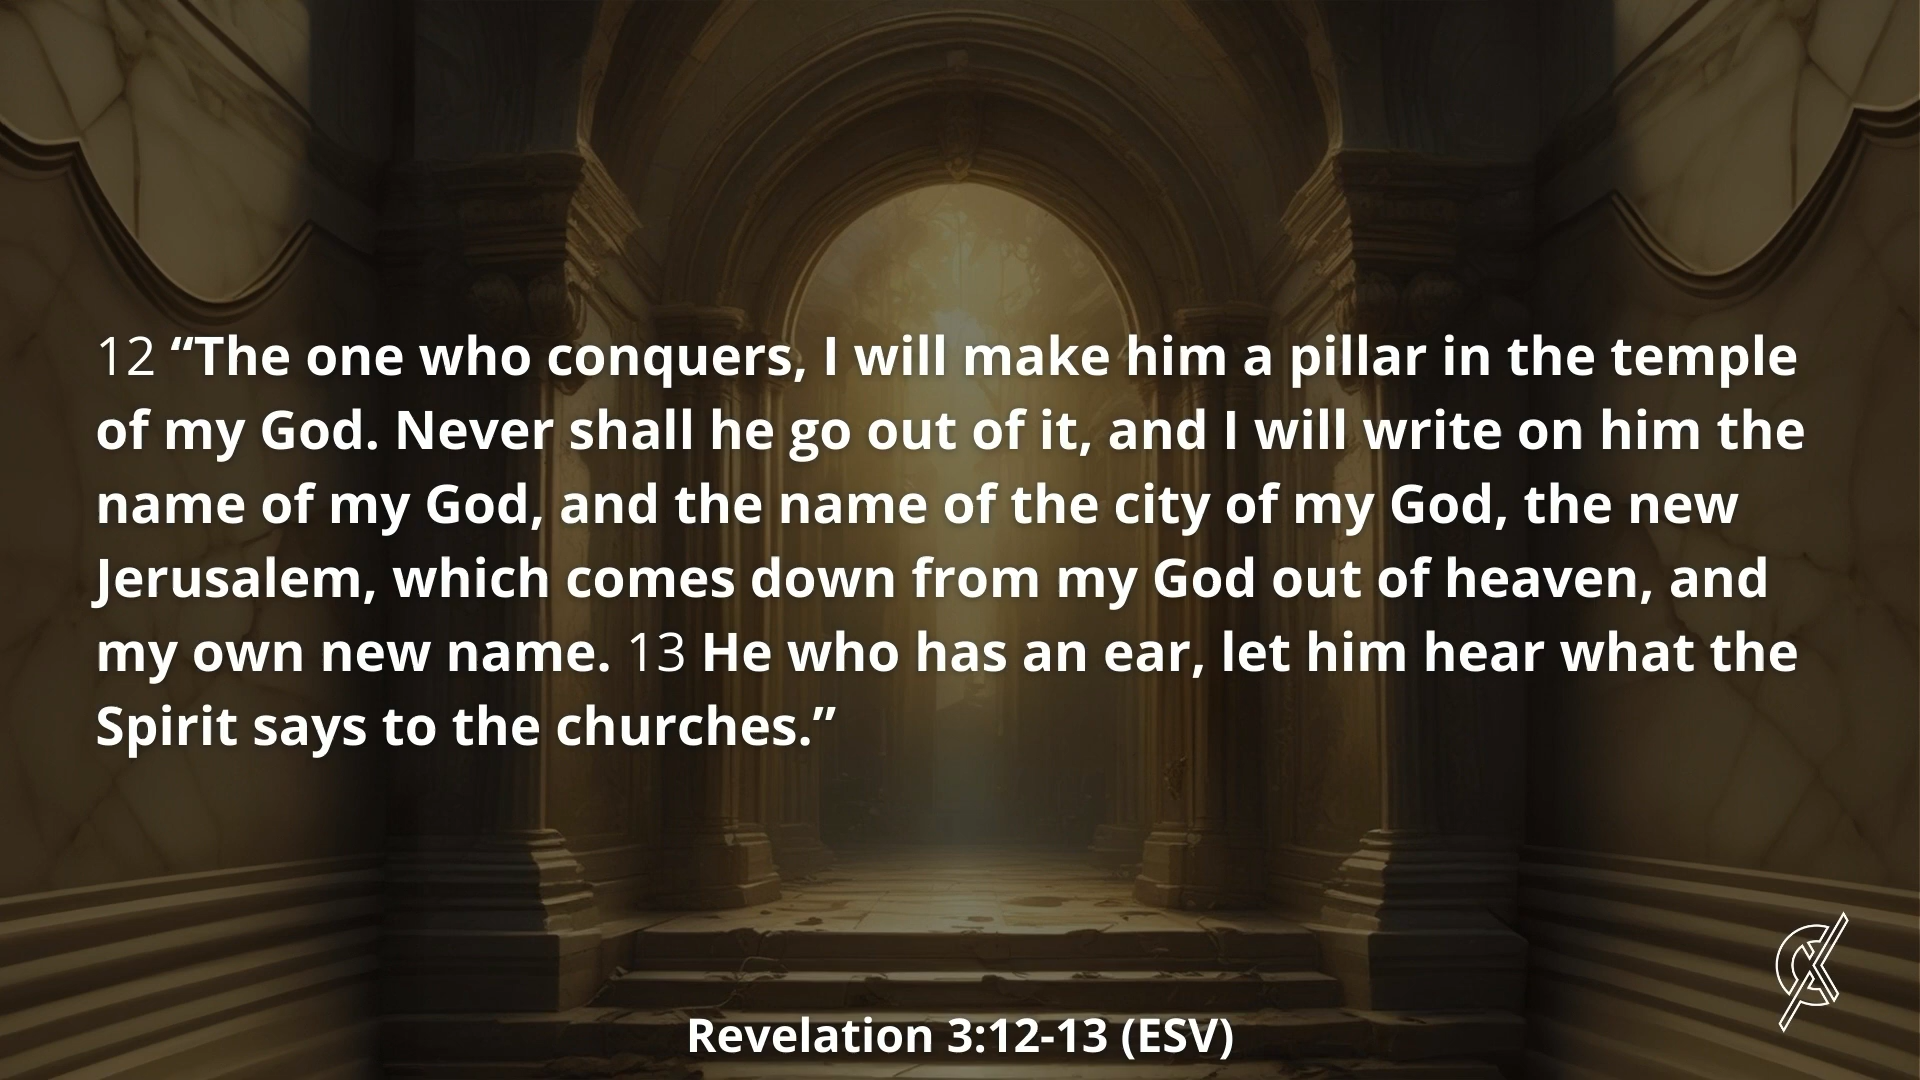 12 “The one who conquers, I will make him a pillar in the temple
of my God. Never shall he go out of it, and I will write on him the
name of my God, and the name of the city of my God, the new
Jerusalem, which comes down from my God out of heaven, and
my own new name. 13 He who has an ear, let him hear what the
Spirit says to the churches.”
Revelation 3:12-13 (ESV)